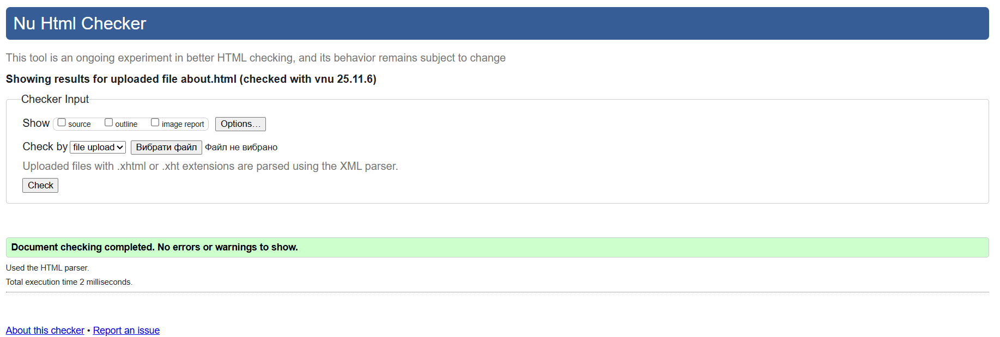 Nu Html Checker
This tool is an ongoing experiment in better HTML checking, and its behavior remains subject to change
Showing results for uploaded file about.html (checked with vnu 25.11.6)
Checker Input
Show source outline image report Options…
Check by file upload Вибрати файл Файл не вибрано
Uploaded files with .xhtml or .xht extensions are parsed using the XML parser.
Check
Document checking completed. No errors or warnings to show.
Used the HTML parser.
Total execution time 2 milliseconds.
About this checker • Report an issue